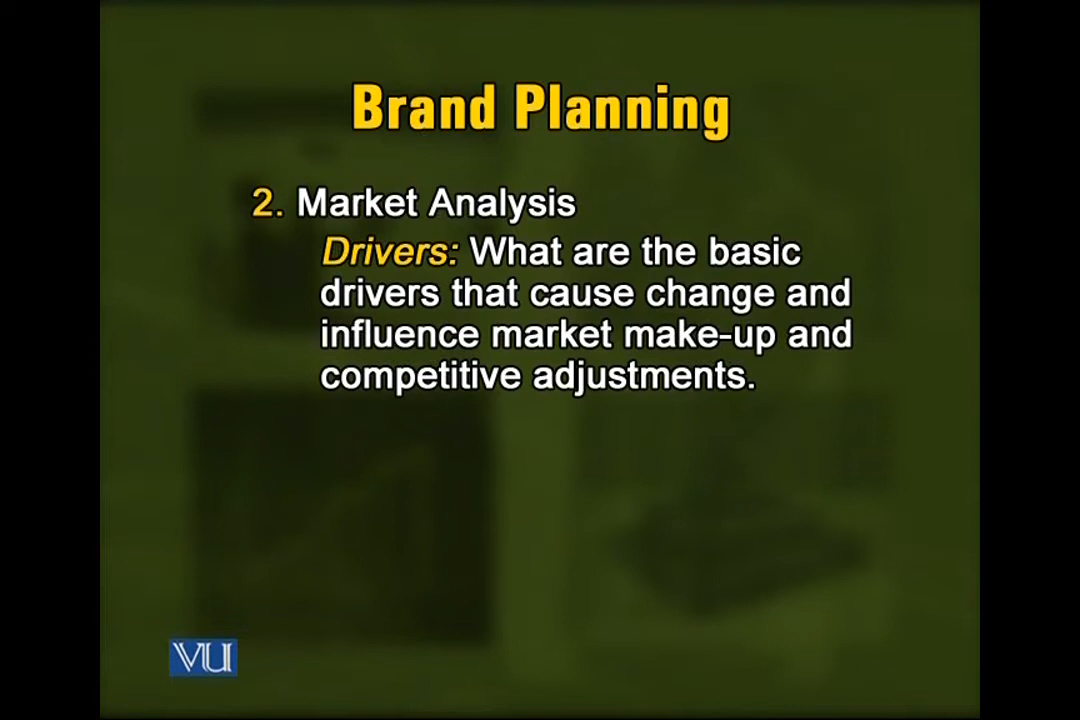 Brand Planning
2. Market Analysis
Drivers: What are the basic
drivers that cause change and
influence market make-up and
competitive adjustments.
VU